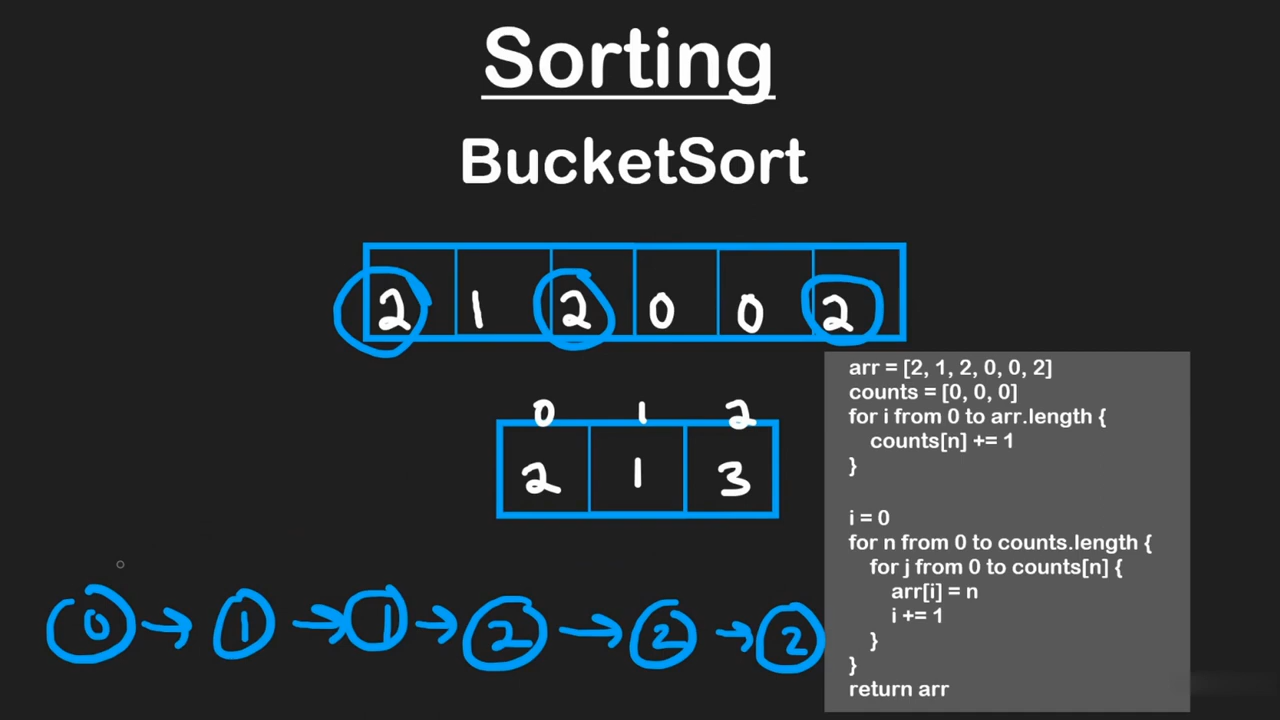 Sorting
BucketSort
2 1 2 0 0 2
0 1 2
2 1 3
arr = [2, 1, 2, 0, 0, 2]
counts = [0, 0, 0]
for i from 0 to arr.length {
counts[n] += 1
}
i = 0
for n from 0 to counts.length {
for j from 0 to counts[n] {
arr[i] = n
i += 1
}
}
return arr
0 → 1 → 1 → 2 → 2 → 2